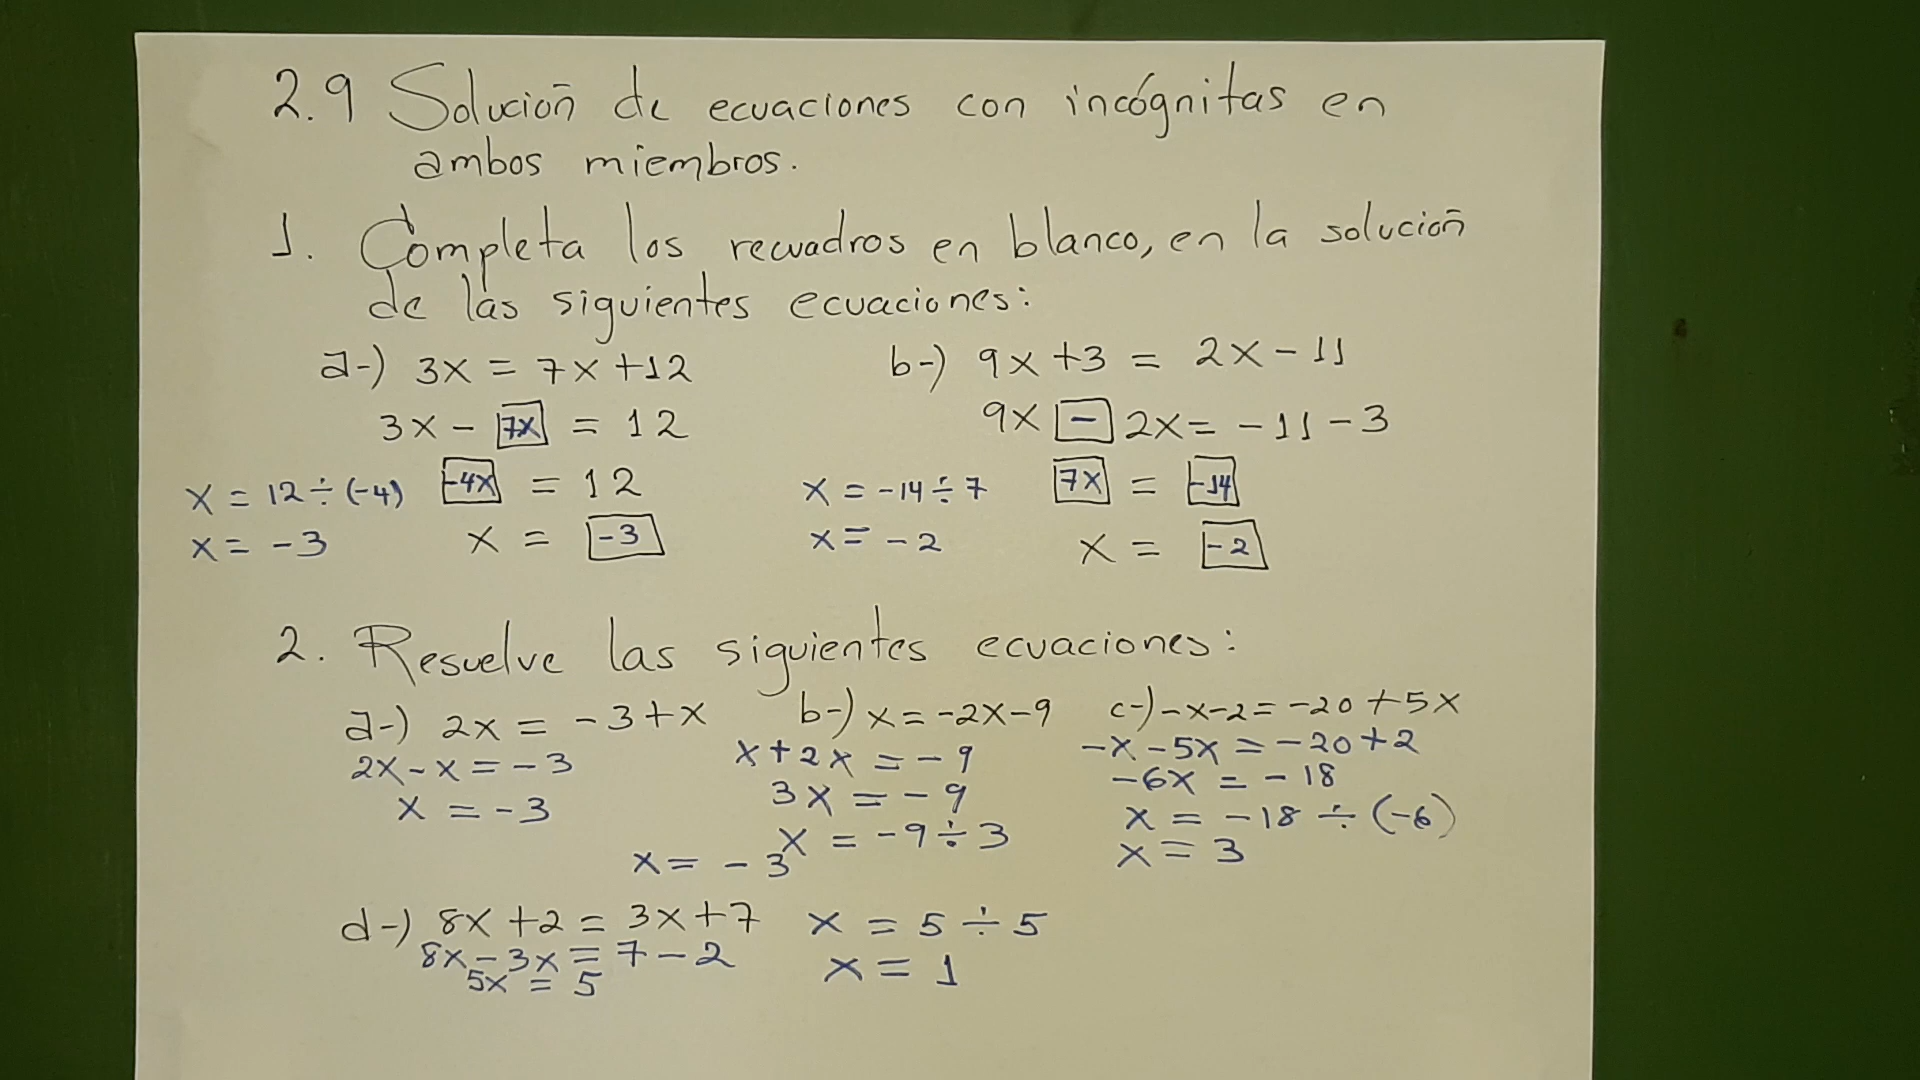 2.9 Solución de ecuaciones con incógnitas en
ambos miembros.
1. Completa los recuadros en blanco, en la solución
de las siguientes ecuaciones:
a-) 3x = 7x +12
3x - 7x = 12
-4x = 12
x = -3
x = 12 ÷ (-4)
x = -3
b-) 9x +3 = 2x - 11
9x - 2x = -11 - 3
7x = -14
x = -2
x = -14 ÷ 7
x = -2
2. Resuelve las siguientes ecuaciones:
a-) 2x = -3+x
2x - x = -3
x = -3
b-) x = -2x-9
x + 2x = -9
3x = -9
x = -9 ÷ 3
x = -3
c-) -x-2 = -20 +5x
-x -5x = -20+2
-6x = -18
x = -18 ÷ (-6)
x = 3
d-) 8x +2 = 3x+7
8x - 3x = 7 - 2
5x = 5
x = 5 ÷ 5
x = 1